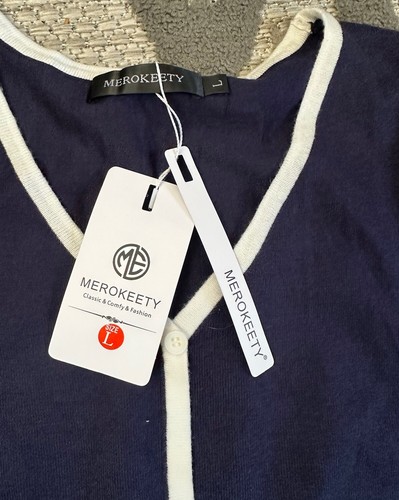 MEROKEETY
L
ME
MEROKEETY
Classic & Comfy & Fashion
SIZE
L
MEROKEETY®